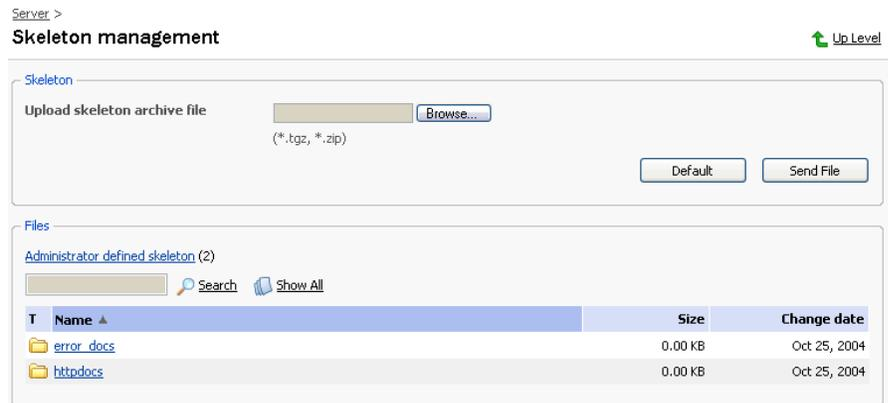 Server >
Skeleton management
Up Level
Skeleton
Upload skeleton archive file
Browse...
(*.tgz, *.zip)
Default Send File
Files
Administrator defined skeleton (2)
Search Show All
T Name Size Change date
error_docs 0.00 KB Oct 25, 2004
httpdocs 0.00 KB Oct 25, 2004